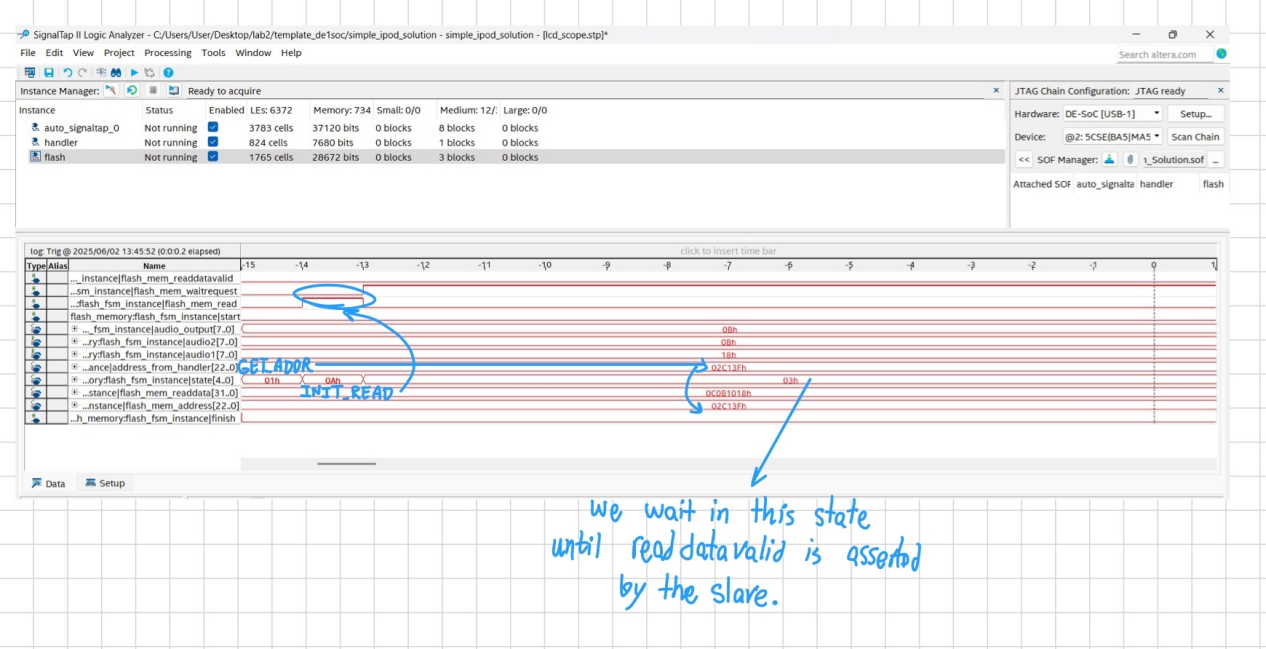 SignalTap II Logic Analyzer - C:/Users/User/Desktop/lab2/template_de1soc/simple_ipod_solution - simple_ipod_solution - [lcd_scope.stp]*
File Edit View Project Processing Tools Window Help
Search altera.com
Instance Manager: Ready to acquire
Instance Status Enabled LEs: 6372 Memory: 734 Small: 0/0 Medium: 12/: Large: 0/0
auto_signaltap_0 Not running 3783 cells 37120 bits 0 blocks 8 blocks 0 blocks
handler Not running 824 cells 7680 bits 0 blocks 1 blocks 0 blocks
flash Not running 1765 cells 28672 bits 0 blocks 3 blocks 0 blocks
JTAG Chain Configuration: JTAG ready
Hardware: DE-SoC [USB-1] Setup...
Device: @2: 5CSE(BA5|MA5 Scan Chain
<< SOF Manager: ı_Solution.sof ...
Attached SOF auto_signalta handler flash
log: Trig @ 2025/06/02 13:45:52 (0:0:0.2 elapsed) click to insert time bar
Type Alias Name -15 -14 -13 -12 -11 -10 -9 -8 -7 -6 -5 -4 -3 -2 -1 0 1
..._instance|flash_mem_readdatavalid
...sm_instance|flash_mem_waitrequest
...:flash_fsm_instance|flash_mem_read
flash_memory:flash_fsm_instance|start
..._fsm_instance|audio_output[7..0] 0Bh
...ry:flash_fsm_instance|audio2[7..0] 0Bh
...ry:flash_fsm_instance|audio1[7..0] 18h
...ance|address_from_handler[22..0] 02C13Fh
GET_ADDR
...ory:flash_fsm_instance|state[4..0] 01h 0Ah 03h
INIT_READ
...stance|flash_mem_readdata[31..0] 0C0B1018h
...nstance|flash_mem_address[22..0] 02C13Fh
...h_memory:flash_fsm_instance|finish
Data Setup
We wait in this state
until readdatavalid is asserted
by the slave.